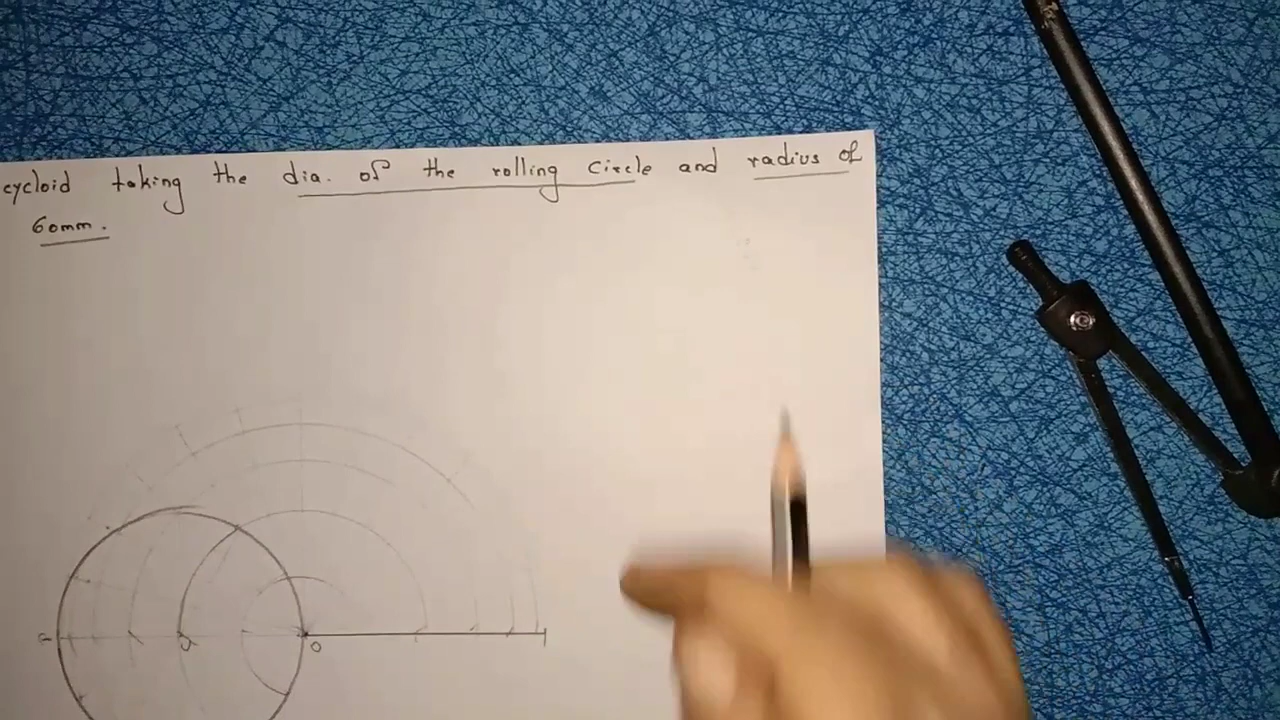 cycloid taking the dia. of the rolling circle and radius of
60mm.
O